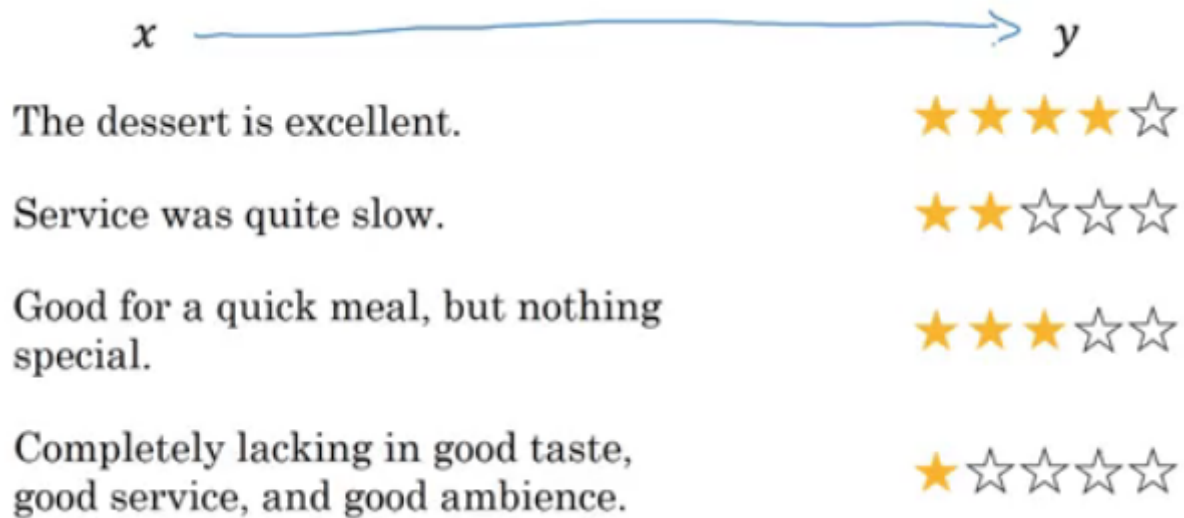 x y
The dessert is excellent.
Service was quite slow.
Good for a quick meal, but nothing
special.
Completely lacking in good taste,
good service, and good ambience.